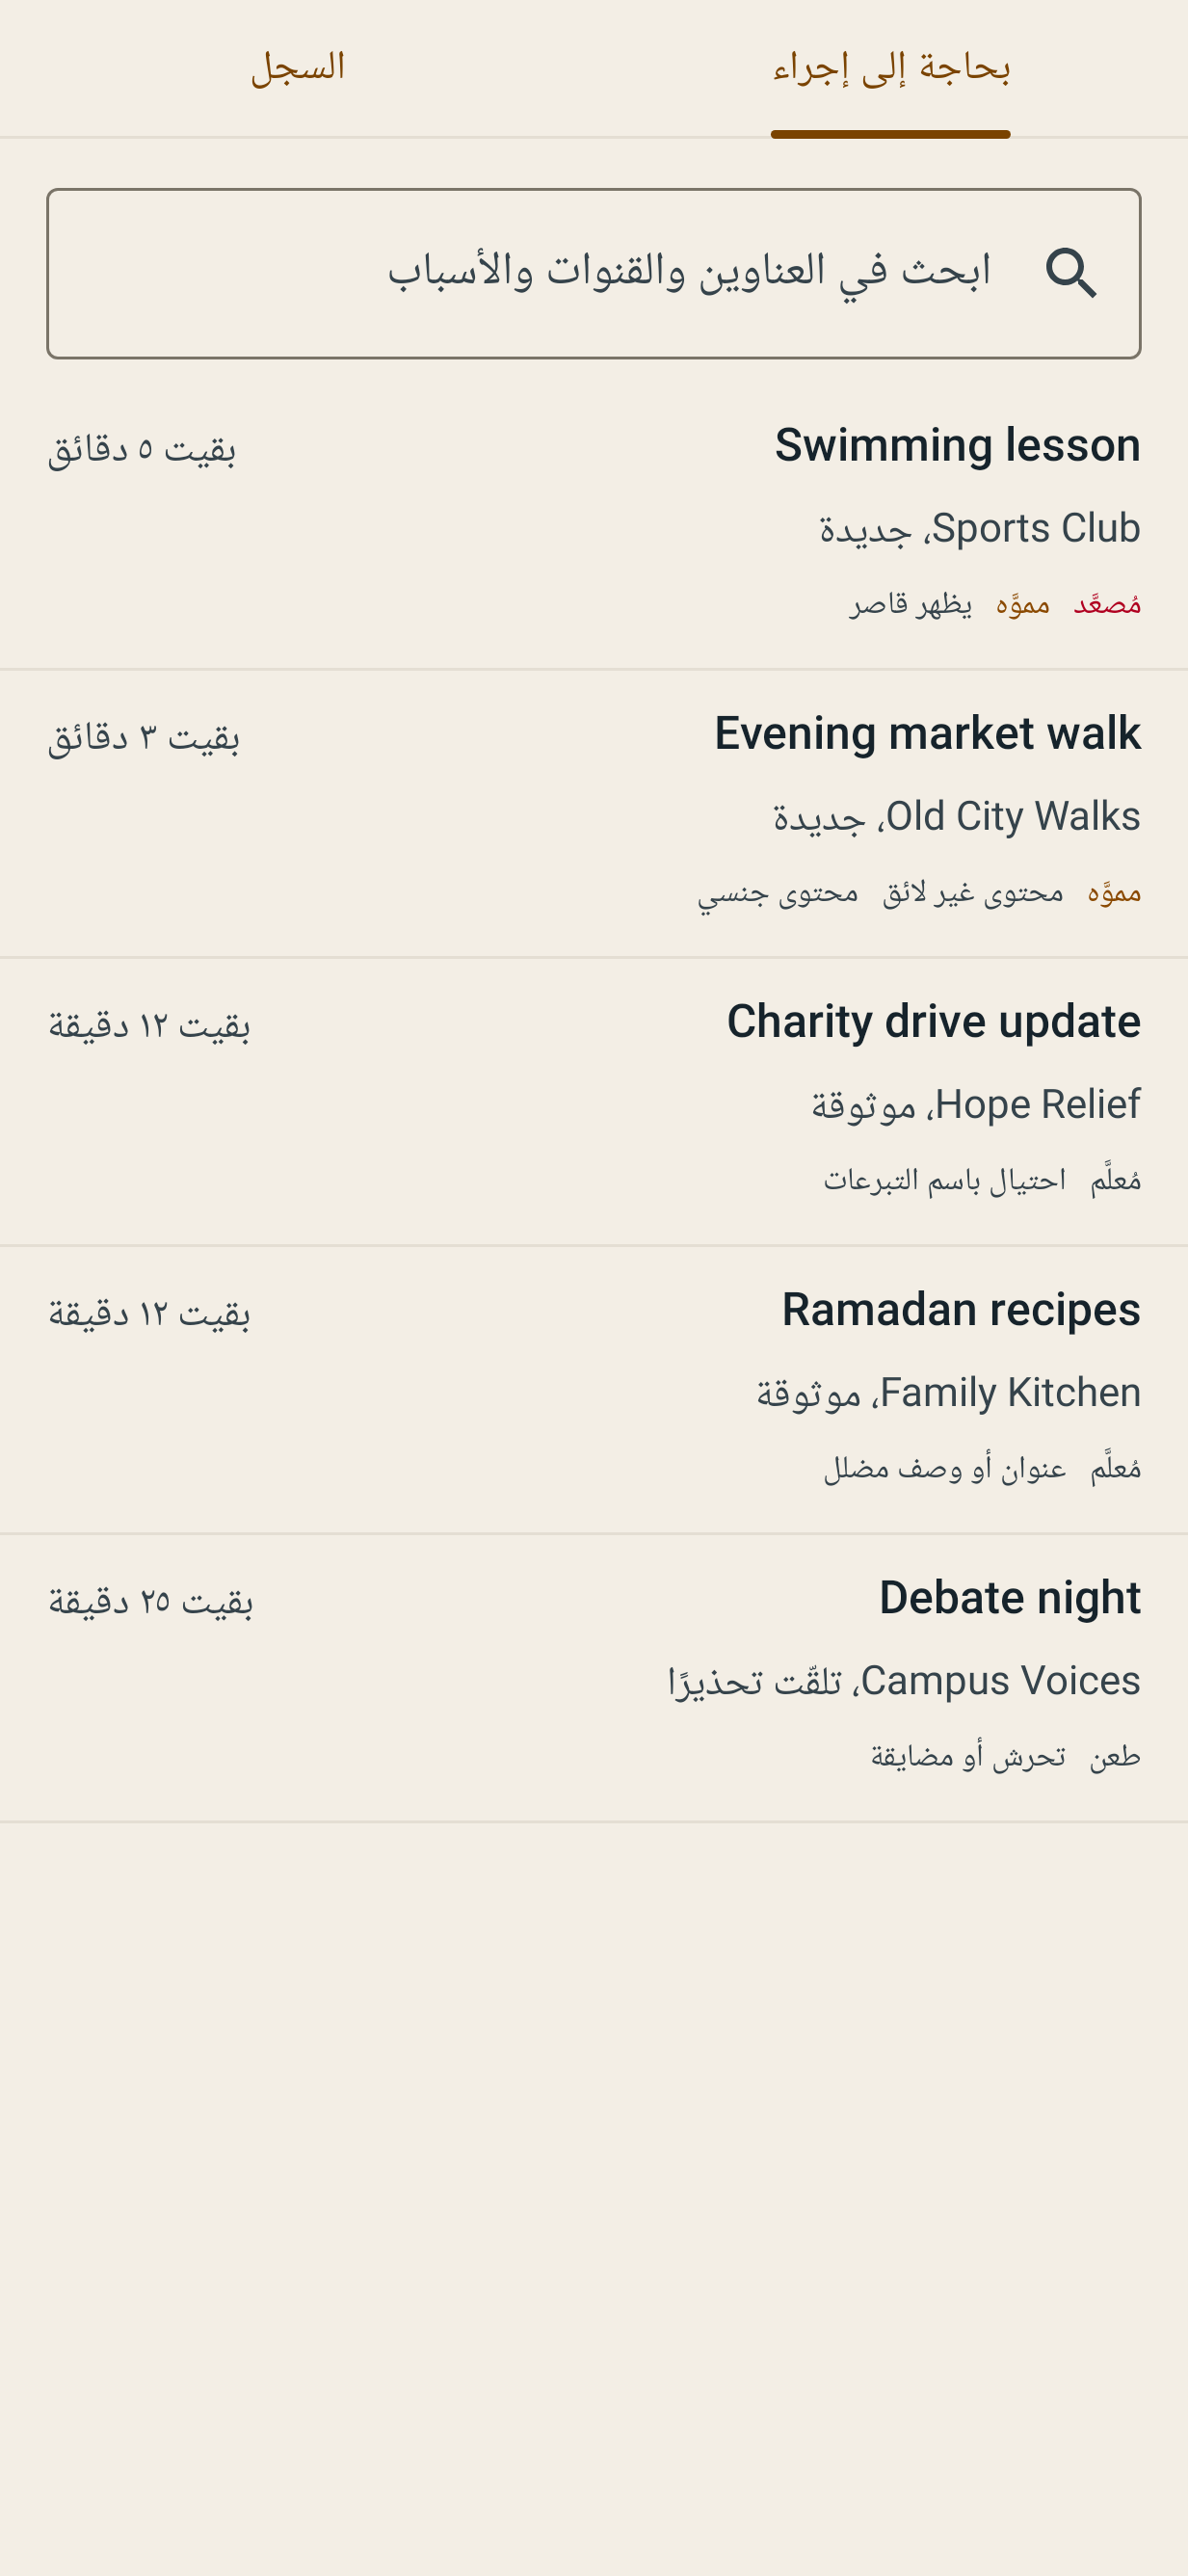 بحاجة إلى إجراء
السجل
ابحث في العناوين والقنوات والأسباب
Swimming lesson
بقيت ٥ دقائق
Sports Club، جديدة
مُصعَّد مموَّه يظهر قاصر
Evening market walk
بقيت ٣ دقائق
Old City Walks، جديدة
مموَّه محتوى غير لائق محتوى جنسي
Charity drive update
بقيت ١٢ دقيقة
Hope Relief، موثوقة
مُعلَّم احتيال باسم التبرعات
Ramadan recipes
بقيت ١٢ دقيقة
Family Kitchen، موثوقة
مُعلَّم عنوان أو وصف مضلل
Debate night
بقيت ٢٥ دقيقة
Campus Voices، تلقّت تحذيرًا
طعن تحرش أو مضايقة